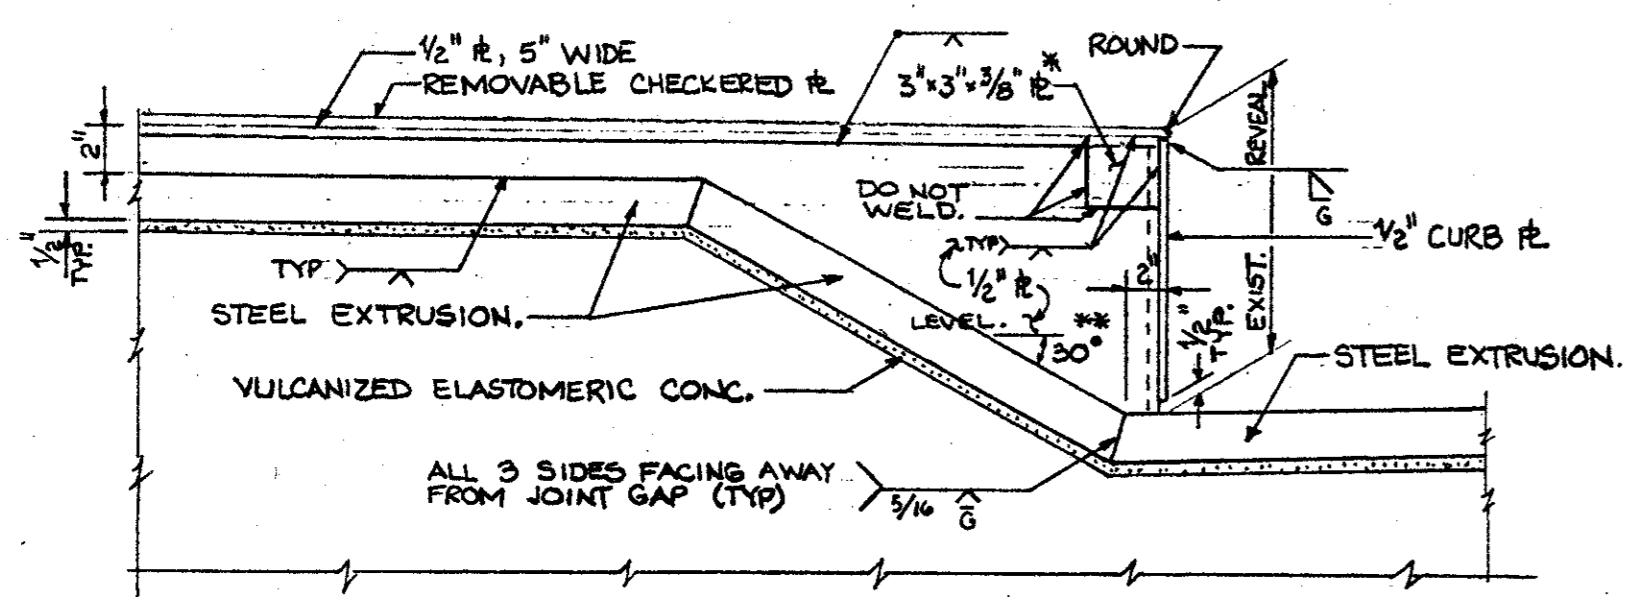 1/2" ℄, 5" WIDE
REMOVABLE CHECKERED ℄
3"x3"x3/8" ℄*
ROUND
REVEAL
2"
DO NOT
WELD.
G
1/2" CURB ℄
1/2"
TYP.
TYP
TYP
1/2" ℄
2"
STEEL EXTRUSION.
LEVEL.
**
30°
1/2"
TYP.
EXIST.
STEEL EXTRUSION.
VULCANIZED ELASTOMERIC CONC.
ALL 3 SIDES FACING AWAY
FROM JOINT GAP (TYP)
5/16
G